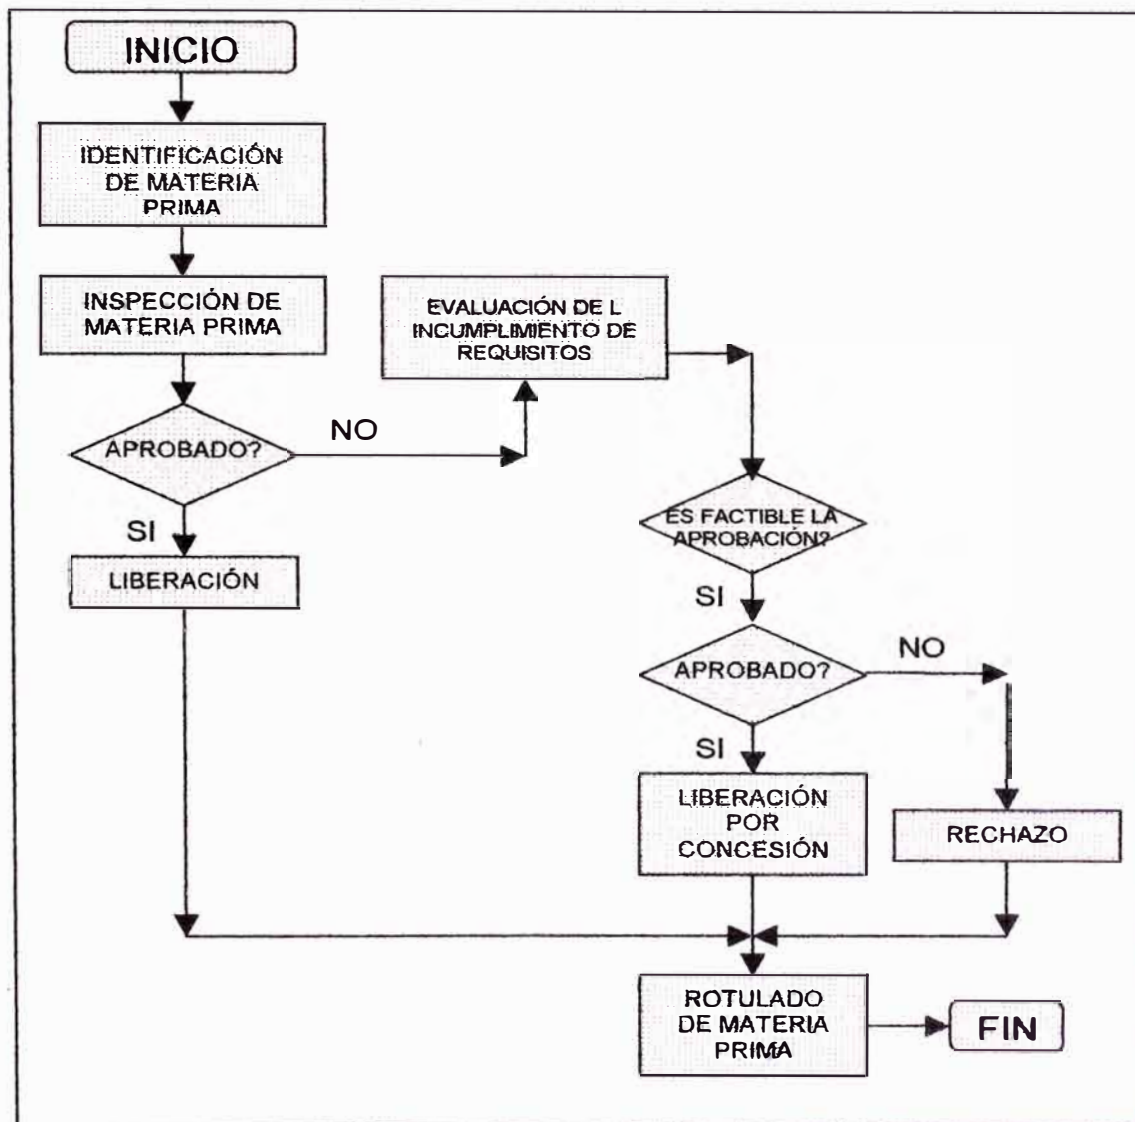 INICIO
IDENTIFICACIÓN
DE MATERIA
PRIMA
INSPECCIÓN DE
MATERIA PRIMA
EVALUACIÓN DE L
INCUMPLIMIENTO DE
REQUISITOS
APROBADO?
NO
SI
LIBERACIÓN
ES FACTIBLE LA
APROBACIÓN?
SI
APROBADO?
NO
SI
LIBERACIÓN
POR
CONCESIÓN
RECHAZO
ROTULADO
DE MATERIA
PRIMA
FIN